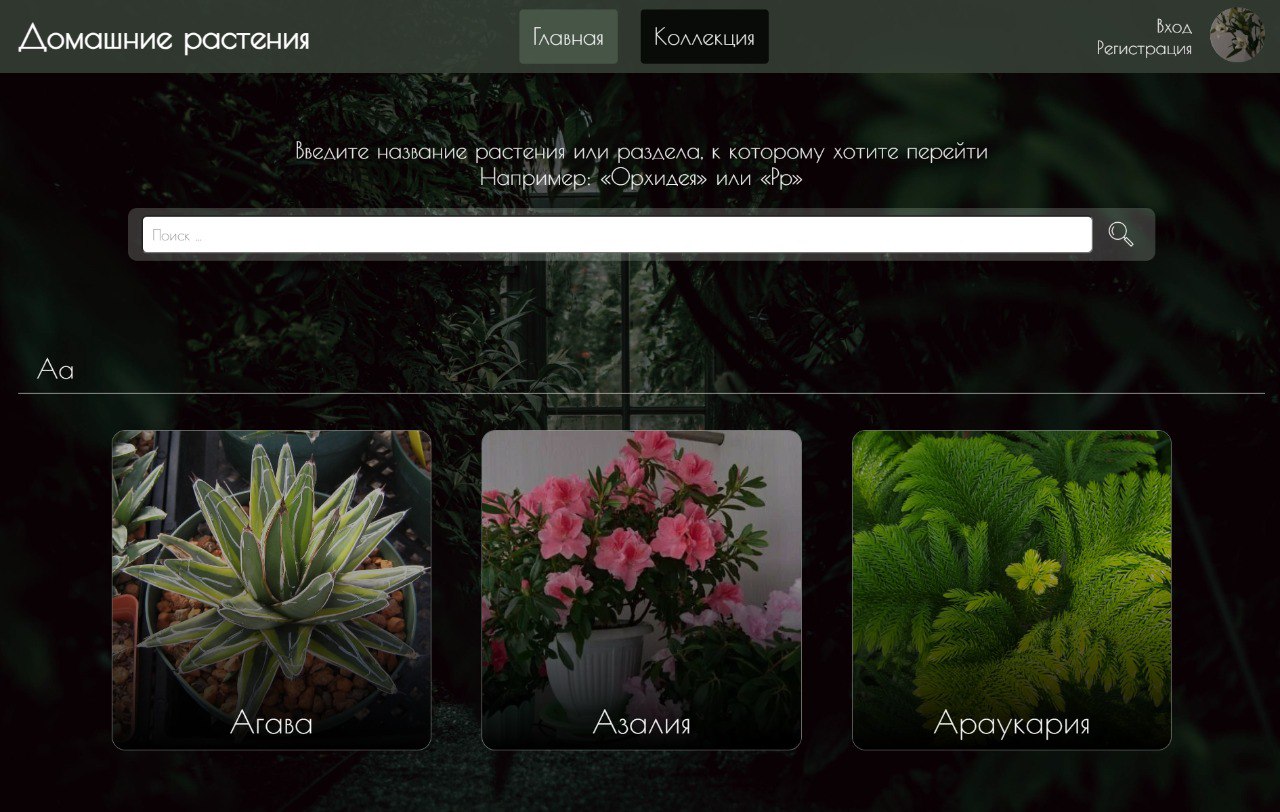 Домашние растения
Главная
Коллекция
Вход
Регистрация
Введите название растения или раздела, к которому хотите перейти
Например: «Орхидея» или «Рр»
Поиск ...
Аа
Агава
Азалия
Араукария